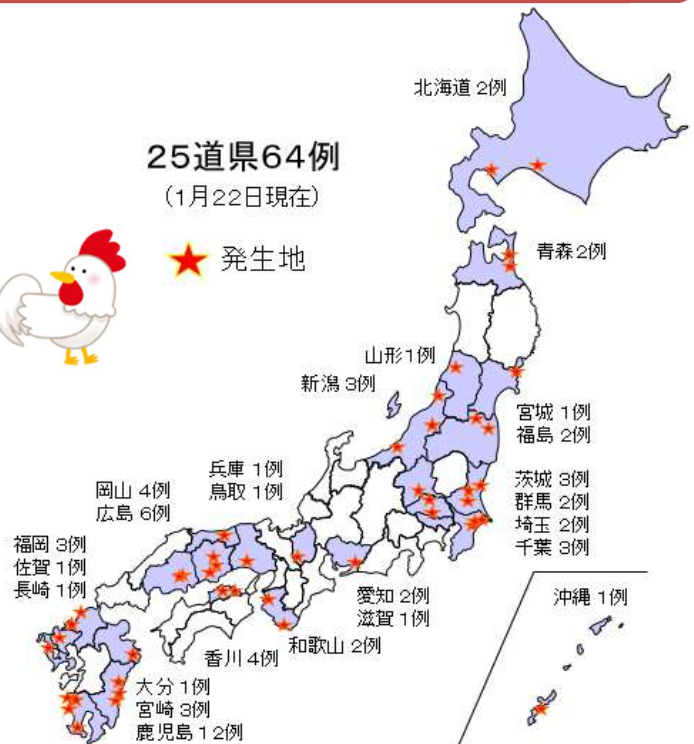 北海道 2例
25道県64例
(1月22日現在)
発生地
青森 2例
山形 1例
新潟 3例
宮城 1例
福島 2例
兵庫 1例
鳥取 1例
岡山 4例
広島 6例
茨城 3例
群馬 2例
埼玉 2例
千葉 3例
福岡 3例
佐賀 1例
長崎 1例
愛知 2例
滋賀 1例
沖縄 1例
和歌山 2例
香川 4例
大分 1例
宮崎 3例
鹿児島 12例